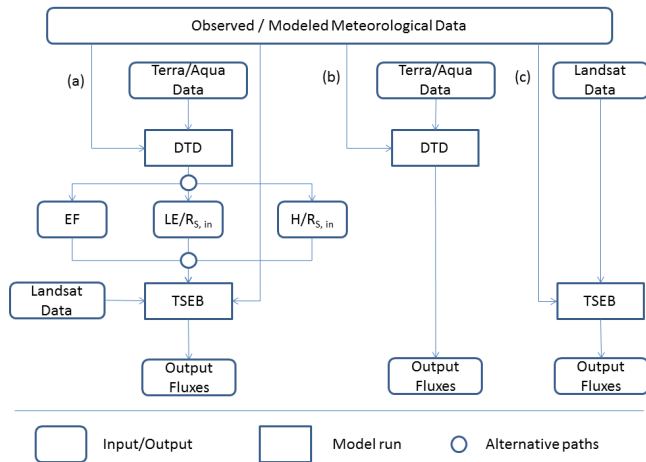 Observed / Modeled Meteorological Data
(a)
Terra/Aqua
Data
(b)
Terra/Aqua
Data
(c)
Landsat
Data
DTD
DTD
EF
LE/RS, in
H/RS, in
Landsat
Data
TSEB
TSEB
Output
Fluxes
Output
Fluxes
Output
Fluxes
Input/Output
Model run
Alternative paths